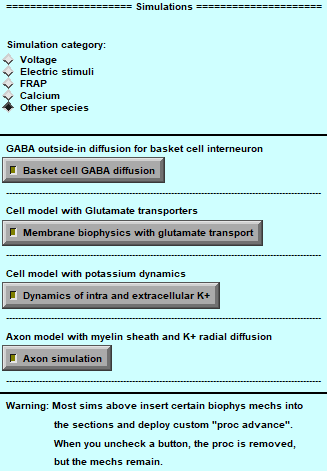 ===================== Simulations =====================
Simulation category:
Voltage
Electric stimuli
FRAP
Calcium
Other species
GABA outside-in diffusion for basket cell interneuron
Basket cell GABA diffusion
Cell model with Glutamate transporters
Membrane biophysics with glutamate transport
Cell model with potassium dynamics
Dynamics of intra and extracellular K+
Axon model with myelin sheath and K+ radial diffusion
Axon simulation
Warning: Most sims above insert certain biophys mechs into
the sections and deploy custom "proc advance".
When you uncheck a button, the proc is removed,
but the mechs remain.